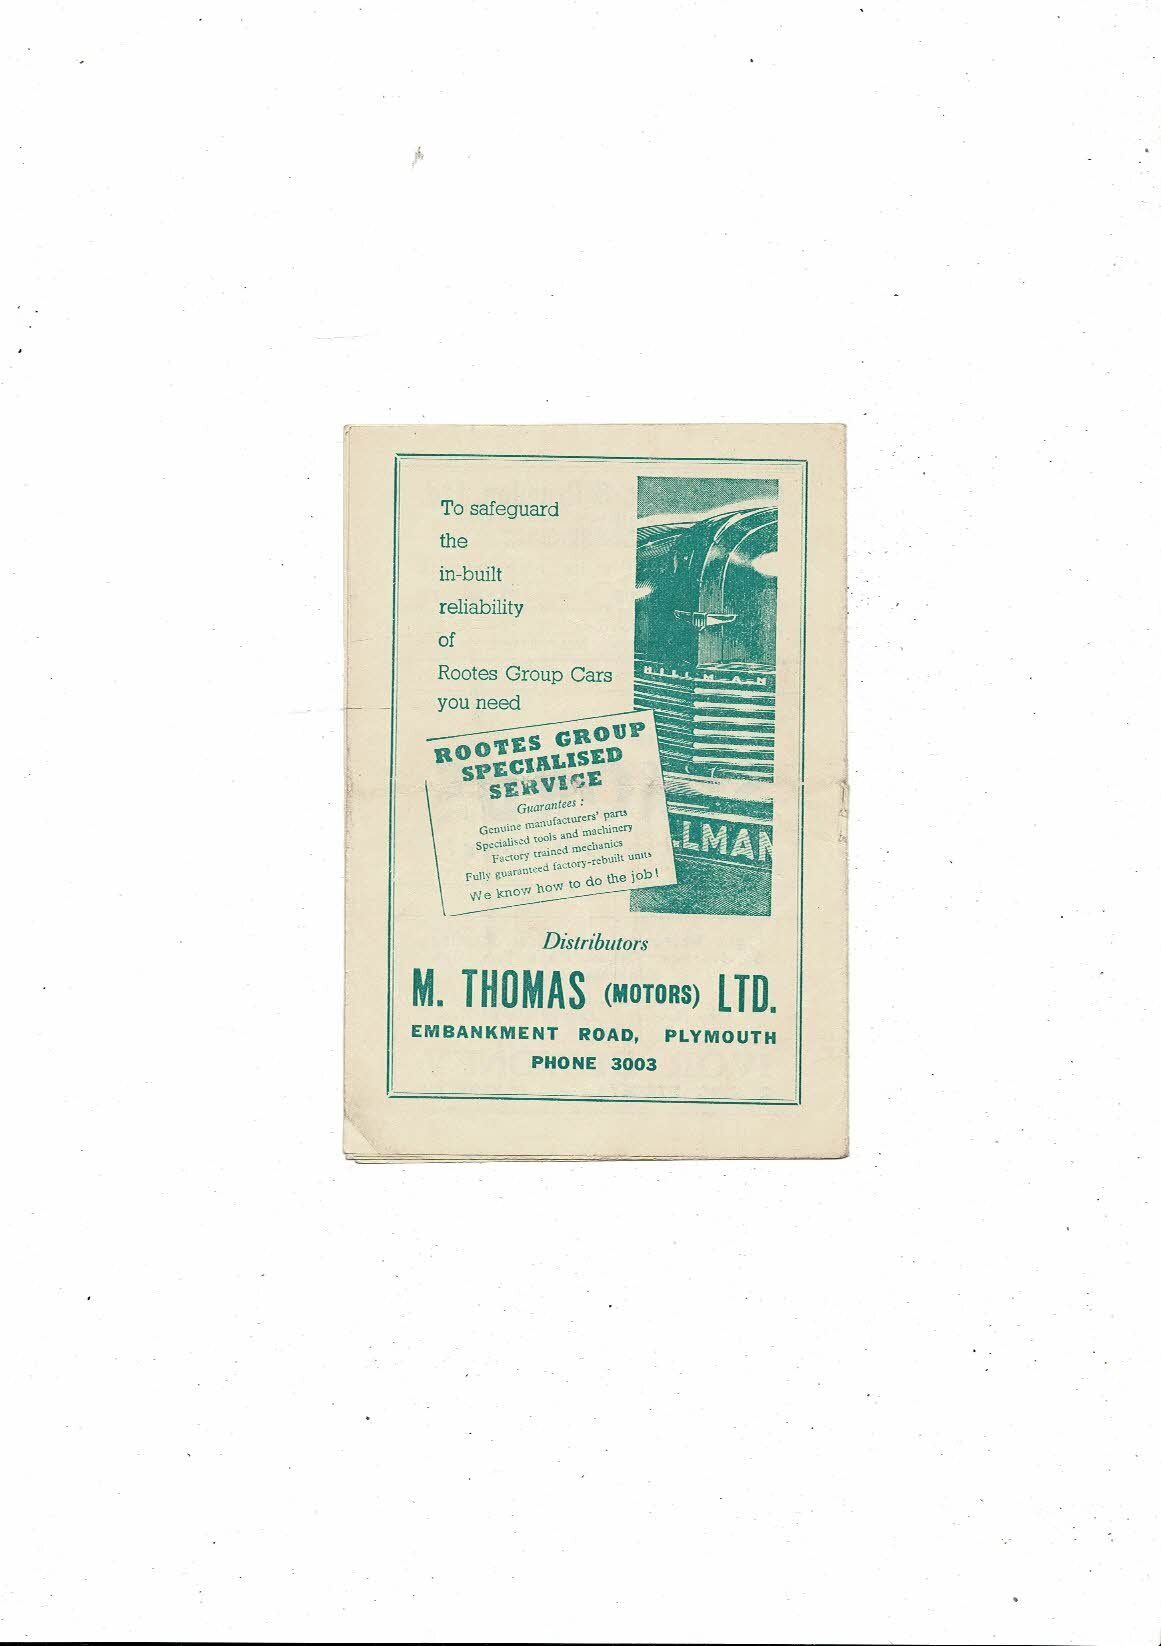 To safeguard
the
in-built
reliability
of
Rootes Group Cars
you need
HILLMAN
ROOTES GROUP
SPECIALISED
SERVICE
Guarantees :
Genuine manufacturers' parts
Specialised tools and machinery
Factory trained mechanics
Fully guaranteed factory-rebuilt units
We know how to do the job!
LLMAN
Distributors
M. THOMAS (MOTORS) LTD.
EMBANKMENT ROAD, PLYMOUTH
PHONE 3003